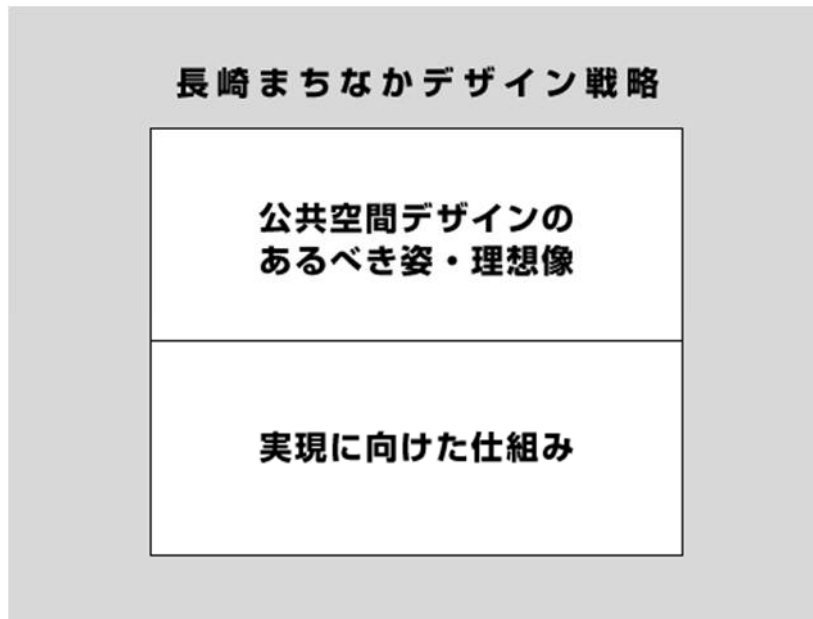 長崎まちなかデザイン戦略
公共空間デザインの
あるべき姿・理想像
実現に向けた仕組み